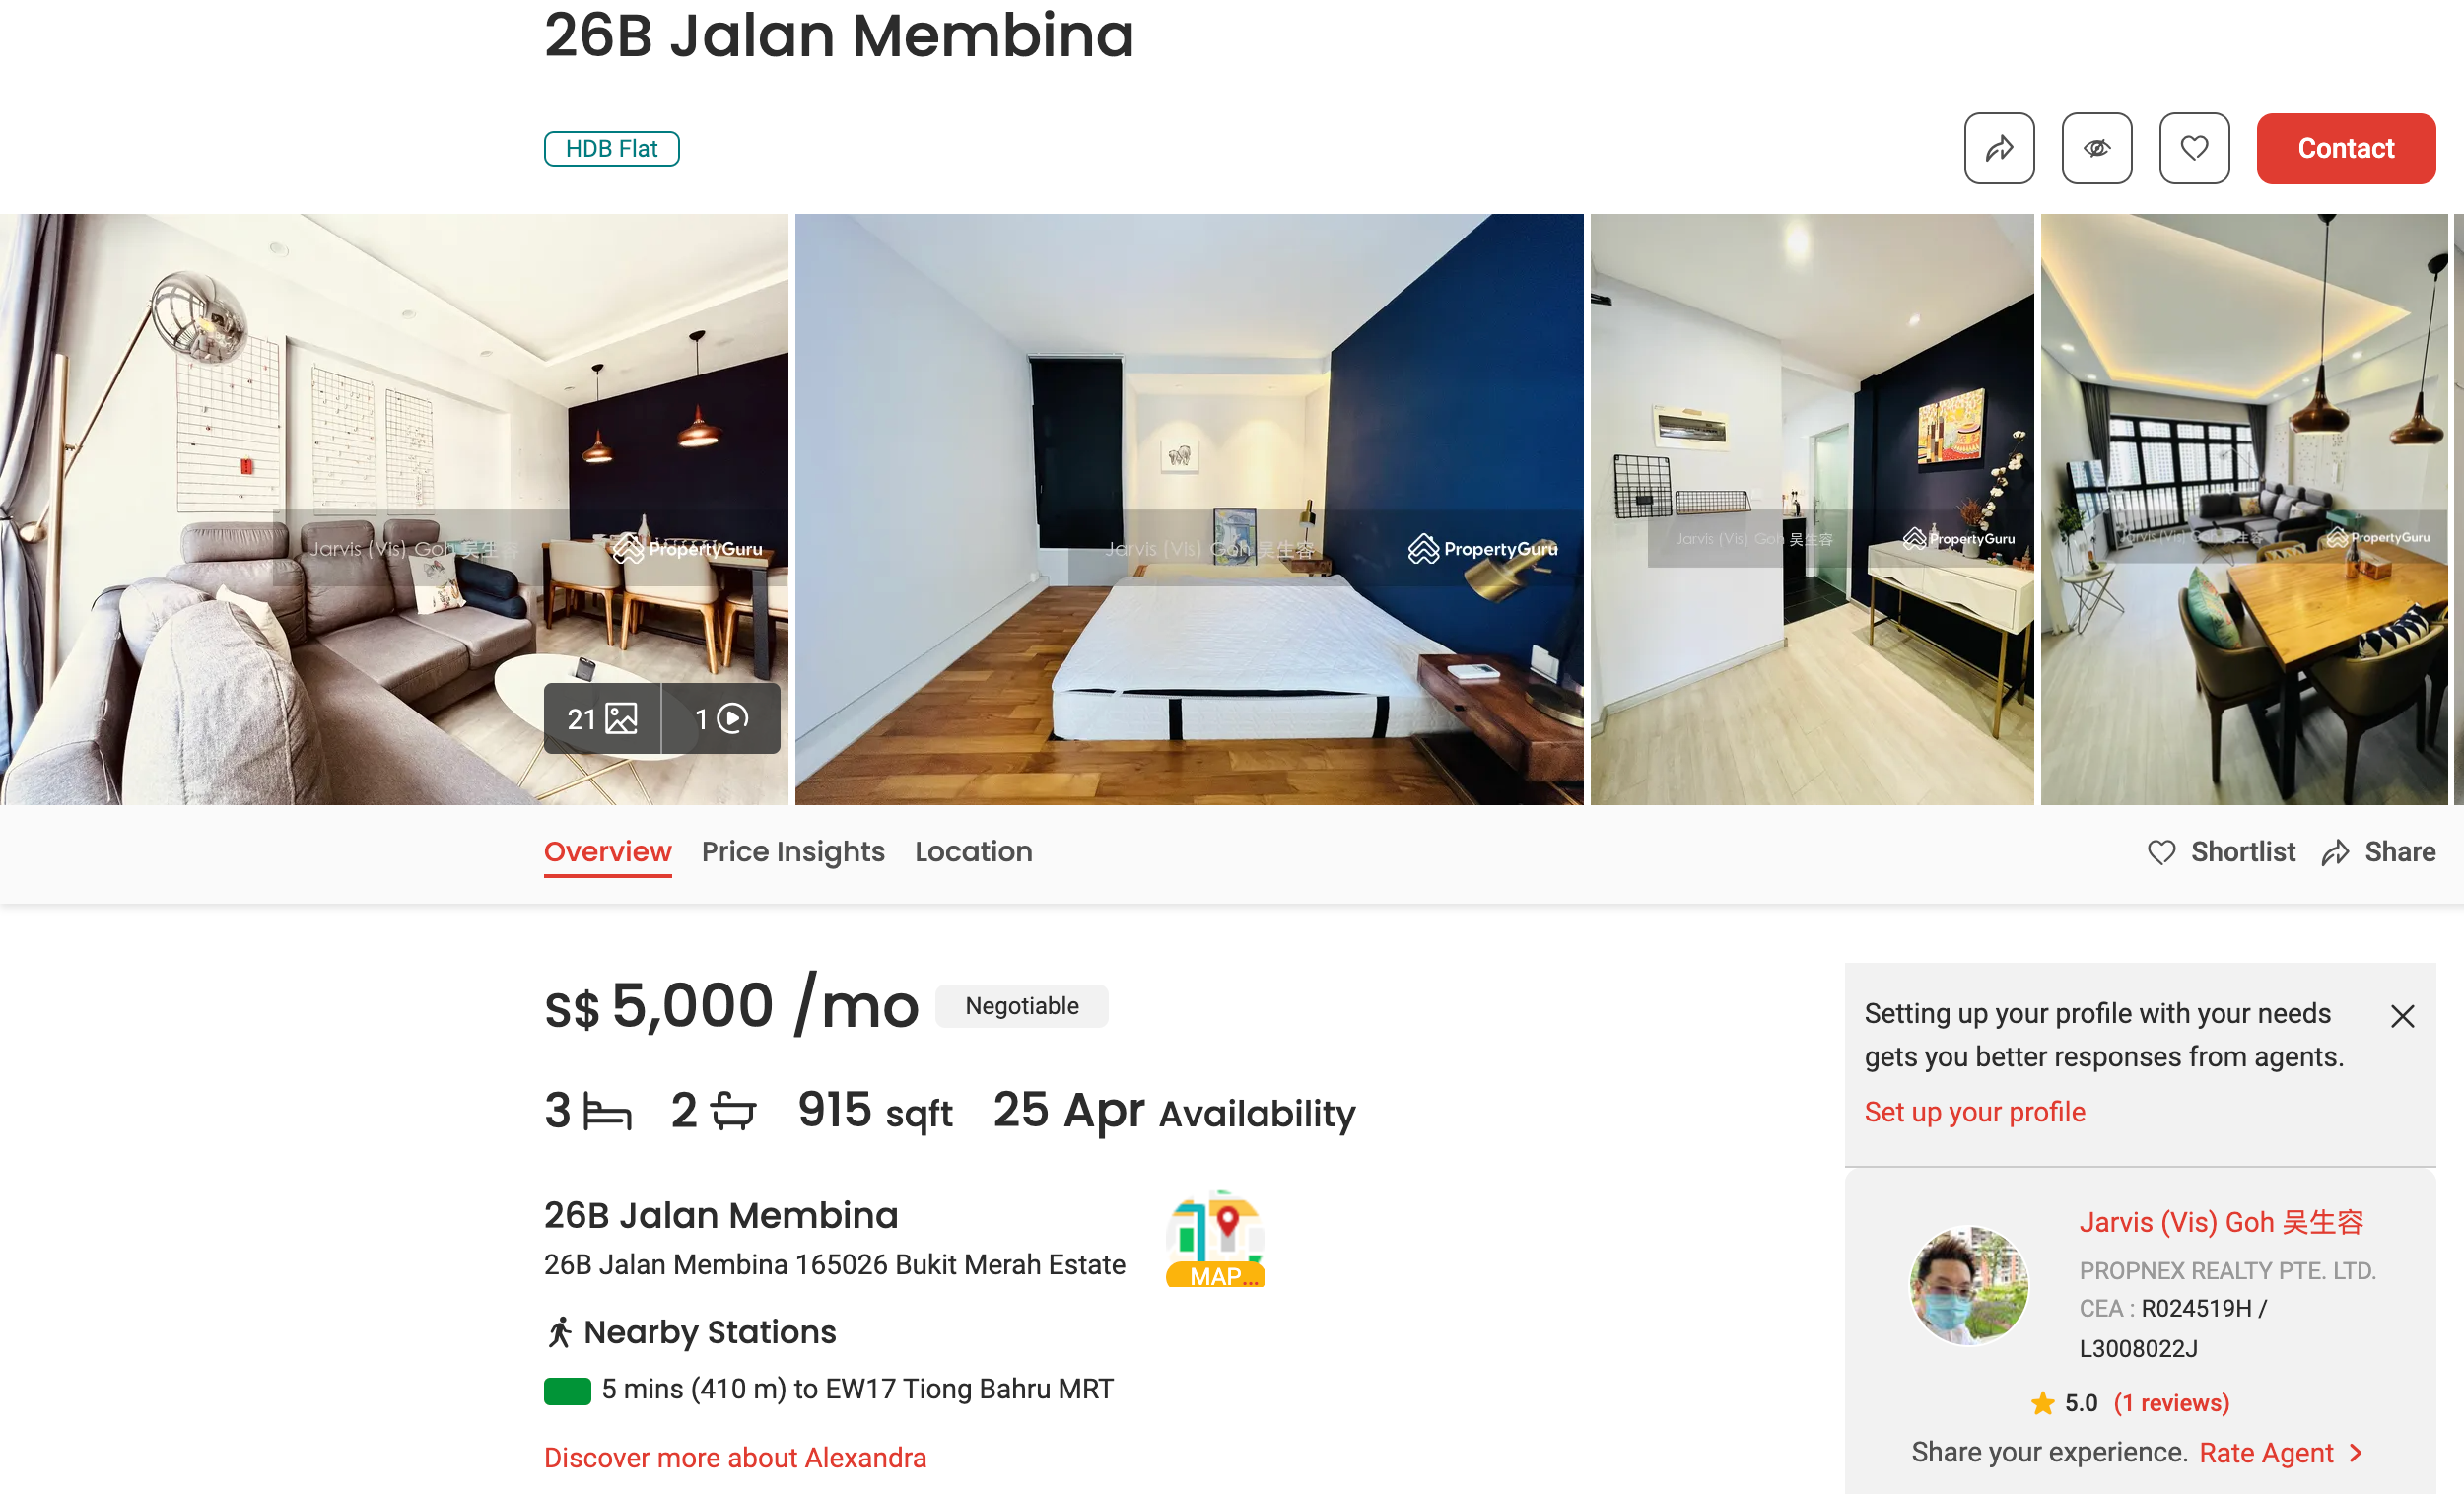 26B Jalan Membina
HDB Flat
Contact
Jarvis (Vis) Goh 吴生容
PropertyGuru
Jarvis (Vis) Goh 吴生容
PropertyGuru
Jarvis (Vis) Goh 吴生容
PropertyGuru
Jarvis (Vis) Goh 吴生容
PropertyGuru
21
1
Overview Price Insights Location
Shortlist Share
S$ 5,000 /mo Negotiable
3 2 915 sqft 25 Apr Availability
26B Jalan Membina
26B Jalan Membina 165026 Bukit Merah Estate
MAP...
Nearby Stations
5 mins (410 m) to EW17 Tiong Bahru MRT
Discover more about Alexandra
Setting up your profile with your needs
gets you better responses from agents.
Set up your profile
Jarvis (Vis) Goh 吴生容
PROPNEX REALTY PTE. LTD.
CEA : R024519H /
L3008022J
5.0 (1 reviews)
Share your experience. Rate Agent